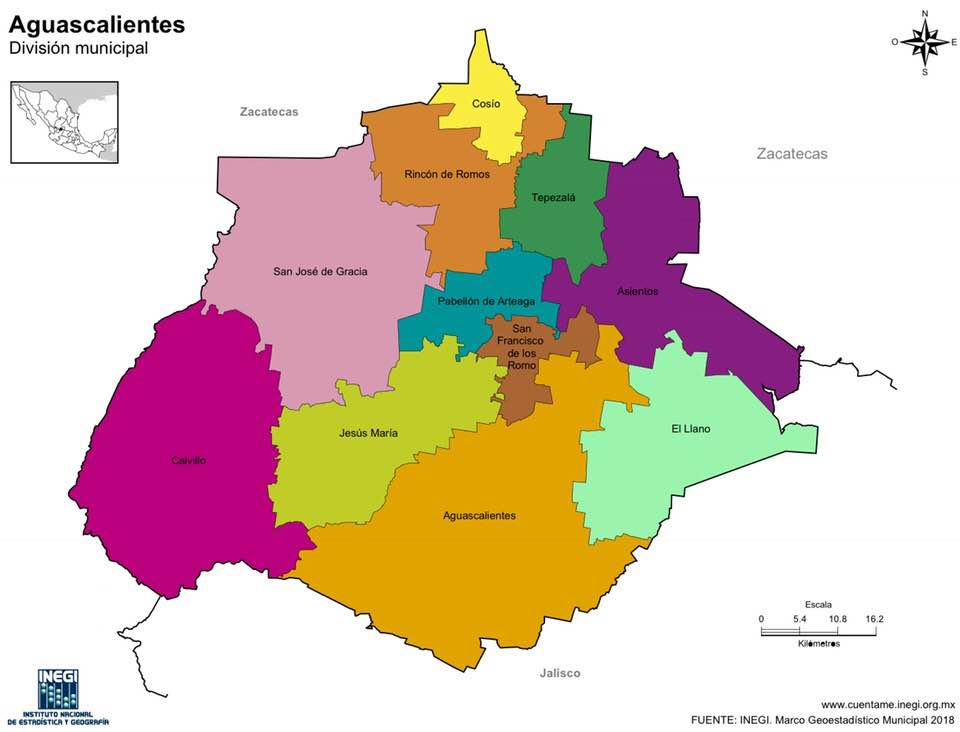 Aguascalientes
División municipal
N
O
E
S
Zacatecas
Cosío
Zacatecas
Rincón de Romos
Tepezalá
San José de Gracia
Asientos
Pabellón de Arteaga
San
Francisco
de los
Romo
El Llano
Jesús María
Calvillo
Aguascalientes
Escala
0 5.4 10.8 16.2
Kilómetros
Jalisco
INEGI
INSTITUTO NACIONAL
DE ESTADÍSTICA Y GEOGRAFÍA
www.cuentame.inegi.org.mx
FUENTE: INEGI. Marco Geoestadístico Municipal 2018